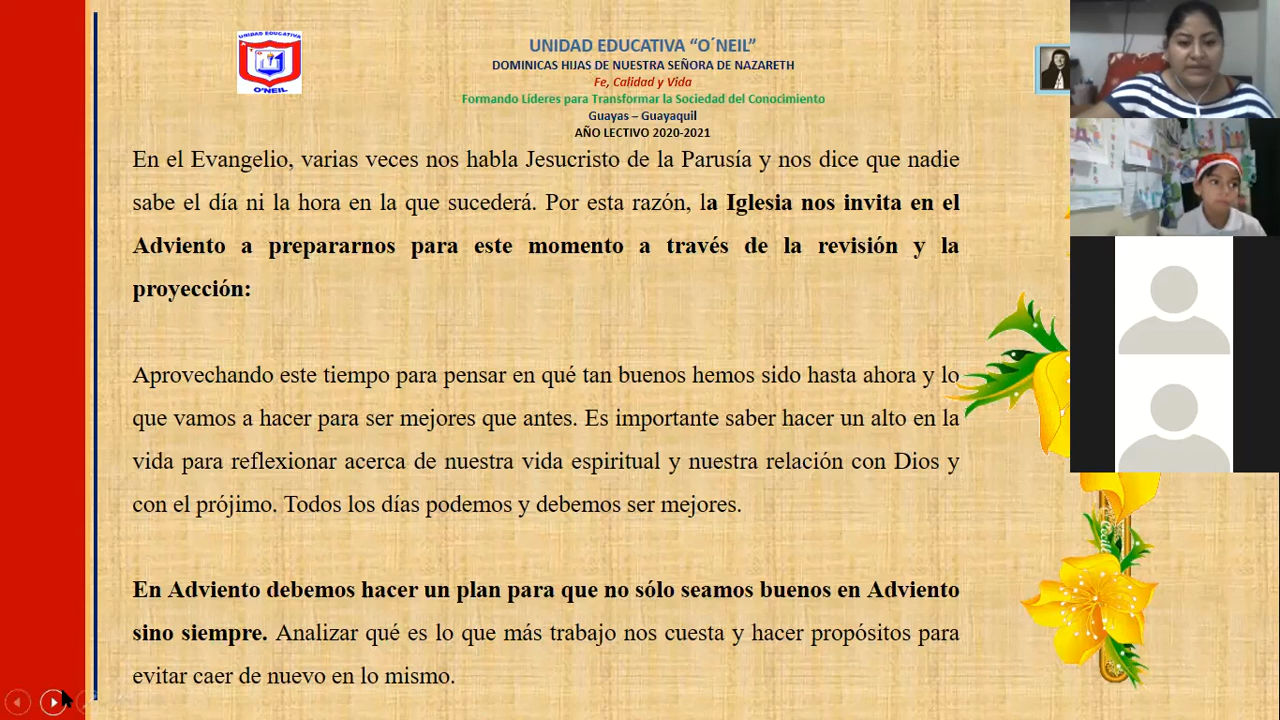 UNIDAD EDUCATIVA
O´NEIL
UNIDAD EDUCATIVA “O´NEIL”
DOMINICAS HIJAS DE NUESTRA SEÑORA DE NAZARETH
Fe, Calidad y Vida
Formando Líderes para Transformar la Sociedad del Conocimiento
Guayas – Guayaquil
AÑO LECTIVO 2020-2021
En el Evangelio, varias veces nos habla Jesucristo de la Parusía y nos dice que nadie
sabe el día ni la hora en la que sucederá. Por esta razón, la Iglesia nos invita en el
Adviento a prepararnos para este momento a través de la revisión y la
proyección:
Aprovechando este tiempo para pensar en qué tan buenos hemos sido hasta ahora y lo
que vamos a hacer para ser mejores que antes. Es importante saber hacer un alto en la
vida para reflexionar acerca de nuestra vida espiritual y nuestra relación con Dios y
con el prójimo. Todos los días podemos y debemos ser mejores.
En Adviento debemos hacer un plan para que no sólo seamos buenos en Adviento
sino siempre. Analizar qué es lo que más trabajo nos cuesta y hacer propósitos para
evitar caer de nuevo en lo mismo.